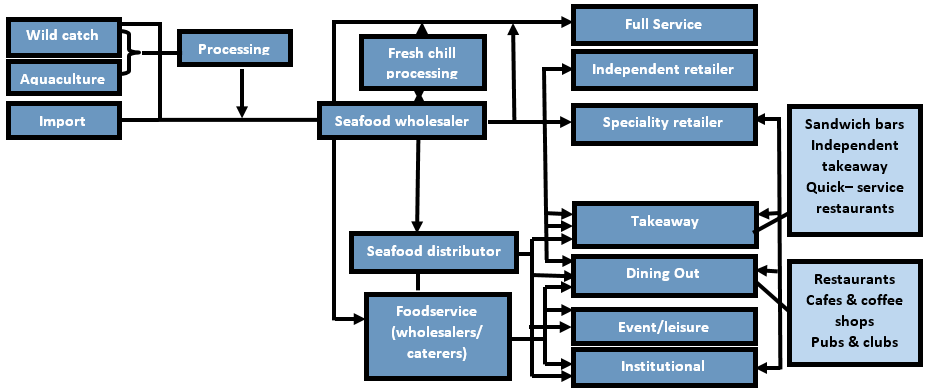 Wild catch
Aquaculture
Import
Processing
Fresh chill
processing
Seafood wholesaler
Seafood distributor
Foodservice
(wholesalers/
caterers)
Full Service
Independent retailer
Speciality retailer
Takeaway
Dining Out
Event/leisure
Institutional
Sandwich bars
Independent
takeaway
Quick– service
restaurants
Restaurants
Cafes & coffee
shops
Pubs & clubs